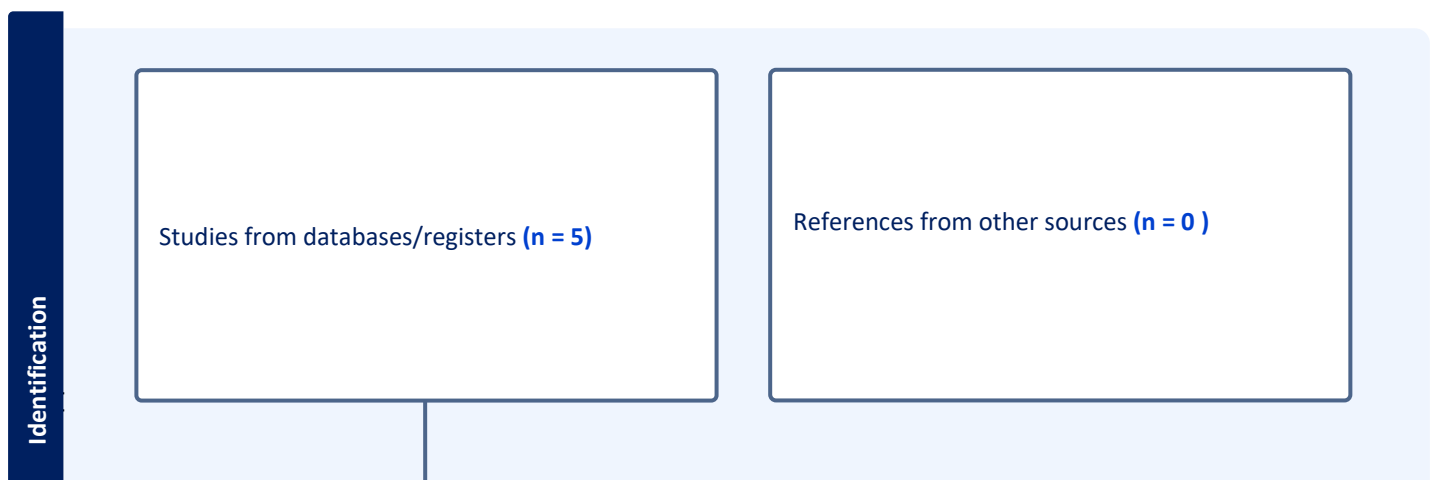 Identification
Studies from databases/registers (n = 5)
References from other sources (n = 0 )